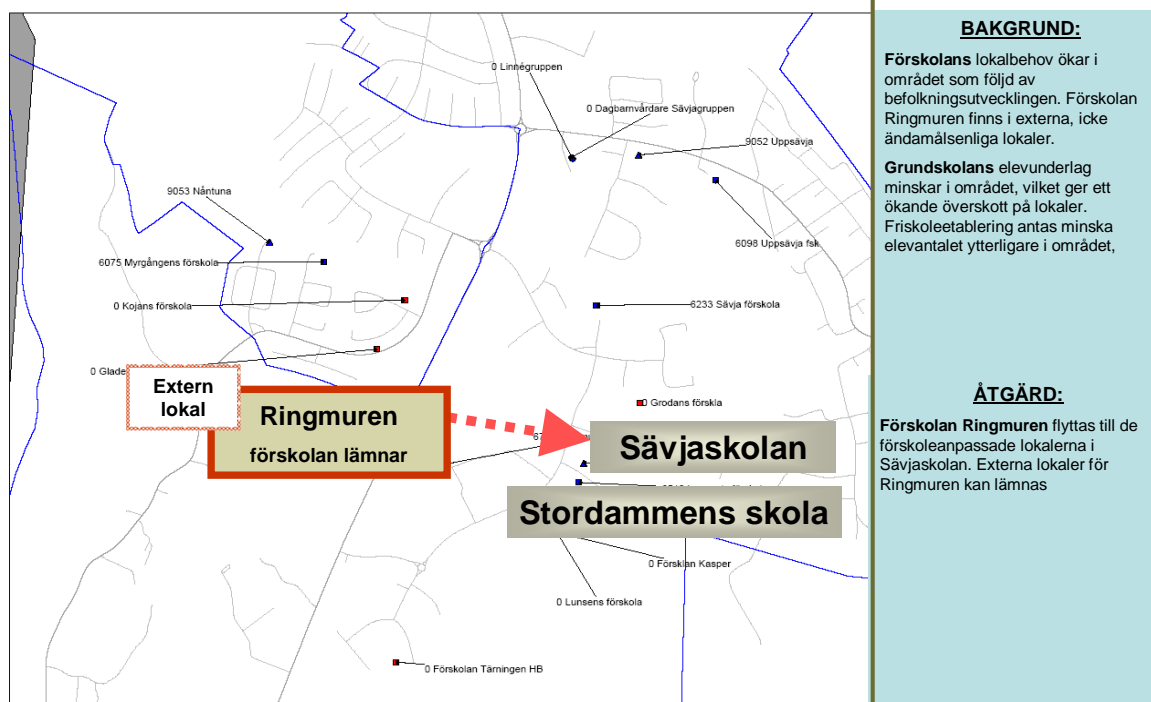 0 Linnégruppen
0 Dagbarnvårdare Sävjagruppen
9052 Uppsävja
9053 Nåntuna
6098 Uppsävja fsk
6075 Myrgångens förskola
0 Kojans förskola
6233 Sävja förskola
0 Glade
Extern
lokal
Ringmuren
förskolan lämnar
0 Grodans förskla
Sävjaskolan
Stordammens skola
0 Försklan Kasper
0 Lunsens förskola
0 Förskolan Tärningen HB
BAKGRUND:
Förskolans lokalbehov ökar i
området som följd av
befolkningsutvecklingen. Förskolan
Ringmuren finns i externa, icke
ändamålsenliga lokaler.
Grundskolans elevunderlag
minskar i området, vilket ger ett
ökande överskott på lokaler.
Friskoleetablering antas minska
elevantalet ytterligare i området,
ÅTGÄRD:
Förskolan Ringmuren flyttas till de
förskoleanpassade lokalerna i
Sävjaskolan. Externa lokaler för
Ringmuren kan lämnas